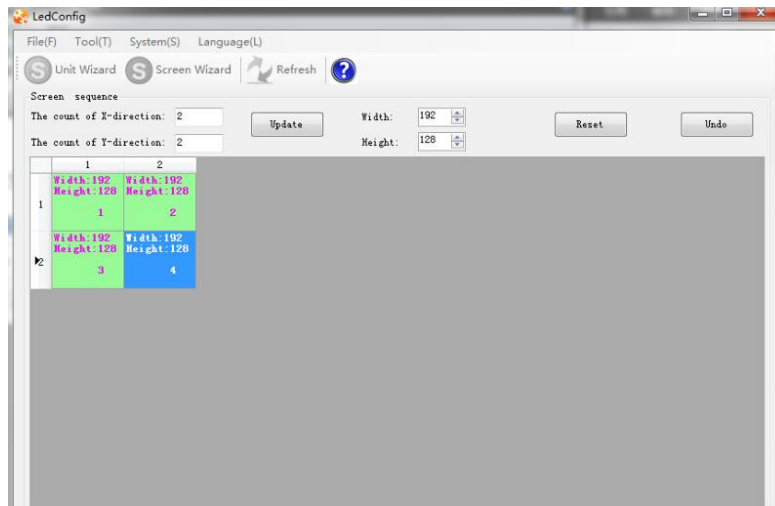 LedConfig
File(F) Tool(T) System(S) Language(L)
S Unit Wizard S Screen Wizard Refresh ?
Screen sequence
The count of X-direction: 2 Update Width: 192 Reset Undo
The count of Y-direction: 2 Height: 128
1 2
Width:192 Width:192
Height:128 Height:128
1
1 2
Width:192 Width:192
Height:128 Height:128
2
3 4